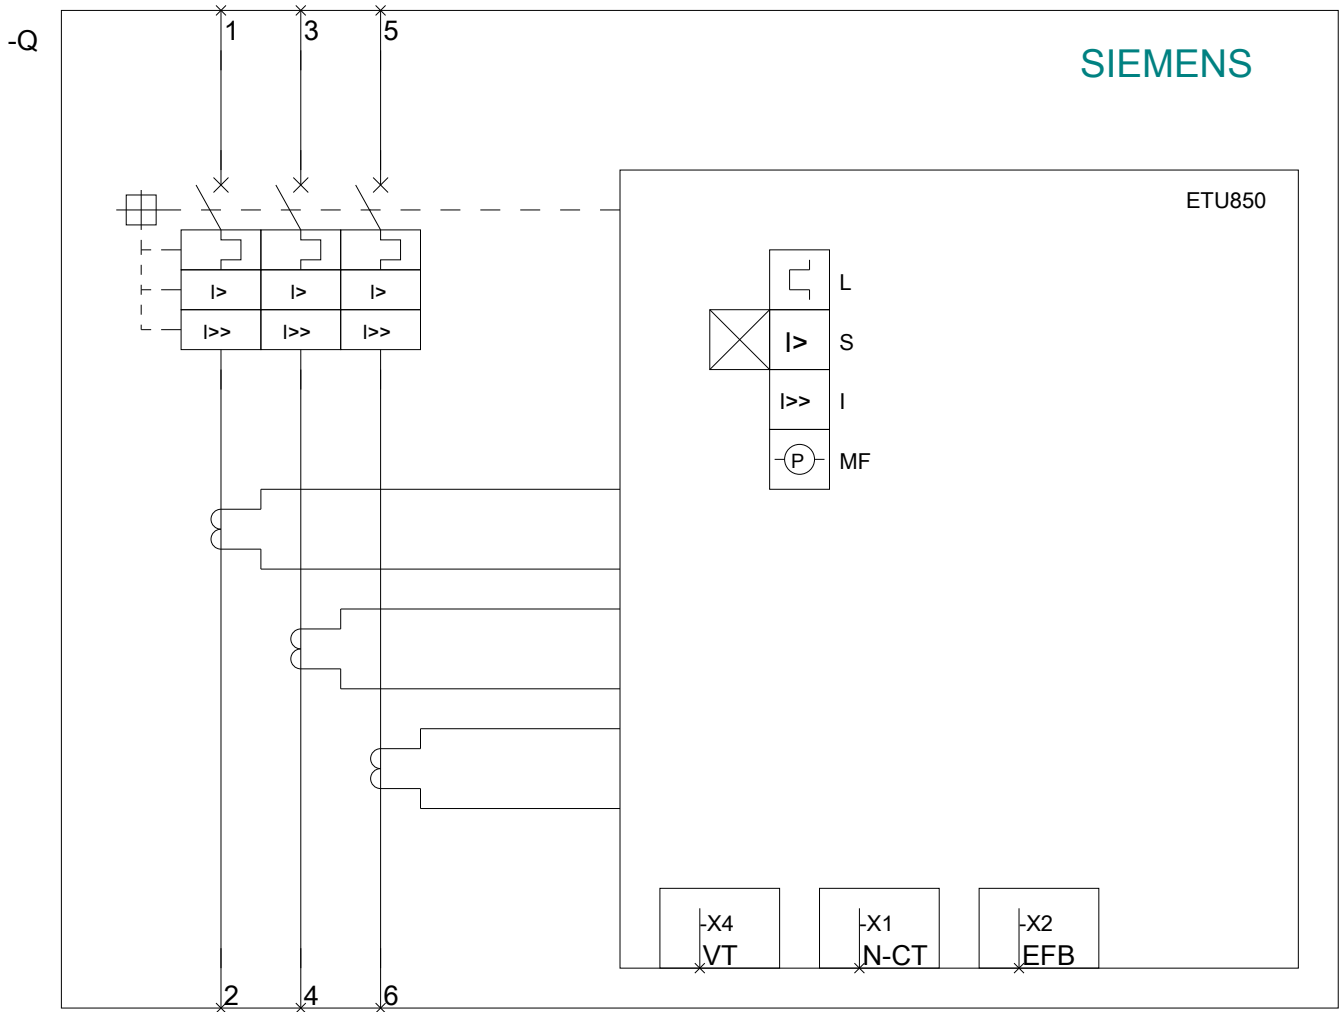 -Q
1 3 5
SIEMENS
ETU850
I> I> I>
I>> I>> I>>
L
I> S
I>> I
P MF
-X4 -X1 -X2
VT N-CT EFB
2 4 6